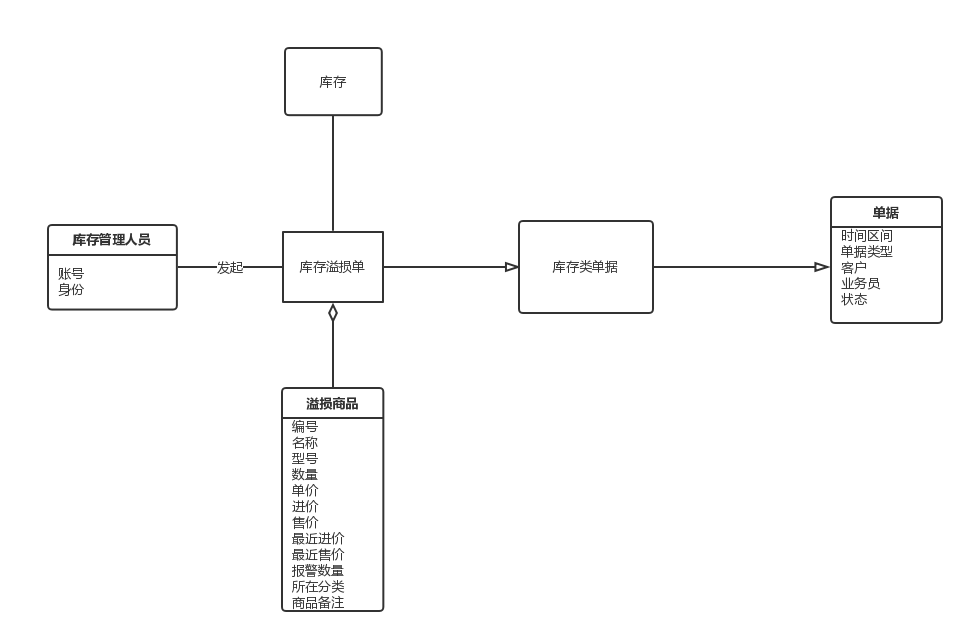 库存
库存管理人员
账号
身份
发起
库存溢损单
库存类单据
单据
时间区间
单据类型
客户
业务员
状态
溢损商品
编号
名称
型号
数量
单价
进价
售价
最近进价
最近售价
报警数量
所在分类
商品备注